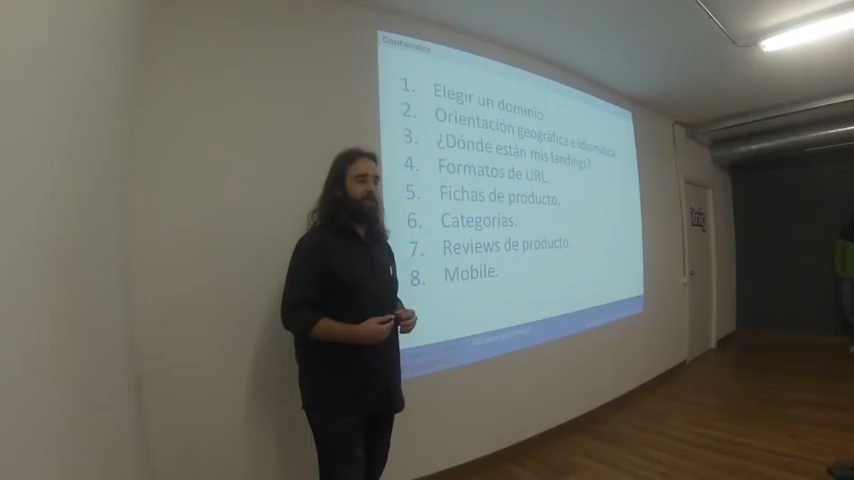 Contenidos
1. Elegir un dominio.
2. Orientación geográfica e idiomática.
3. ¿Dónde están mis landings?
4. Formatos de URL.
5. Fichas de producto.
6. Categorías.
7. Reviews de producto.
8. Mobile.